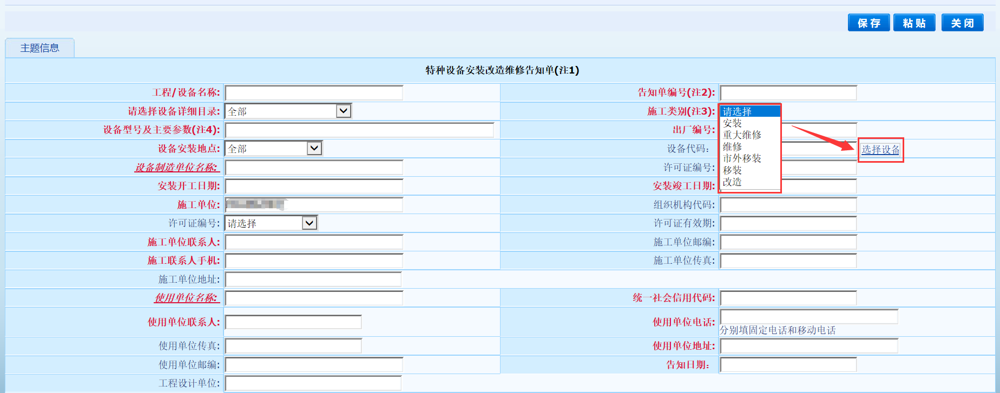 保存 粘贴 关闭
主题信息
特种设备安装改造维修告知单(注1)
工程/设备名称: 告知单编号(注2):
请选择设备详细目录: 全部 施工类别(注3): 请选择
安装
重大维修
维修
市外移装
移装
改造
设备型号及主要参数(注4): 出厂编号:
设备安装地点: 全部 设备代码: 选择设备
设备制造单位名称: 许可证编号:
安装开工日期: 安装竣工日期:
施工单位: 组织机构代码:
许可证编号: 请选择 许可证有效期:
施工单位联系人: 施工单位邮编:
施工联系人手机: 施工单位传真:
施工单位地址:
使用单位名称: 统一社会信用代码:
使用单位联系人: 使用单位电话:
分别填固定电话和移动电话
使用单位传真: 使用单位地址:
使用单位邮编: 告知日期:
工程设计单位: